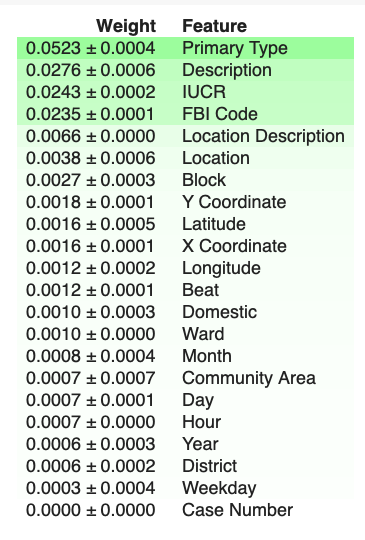 Weight Feature
0.0523 ± 0.0004 Primary Type
0.0276 ± 0.0006 Description
0.0243 ± 0.0002 IUCR
0.0235 ± 0.0001 FBI Code
0.0066 ± 0.0000 Location Description
0.0038 ± 0.0006 Location
0.0027 ± 0.0003 Block
0.0018 ± 0.0001 Y Coordinate
0.0016 ± 0.0005 Latitude
0.0016 ± 0.0001 X Coordinate
0.0012 ± 0.0002 Longitude
0.0012 ± 0.0001 Beat
0.0010 ± 0.0003 Domestic
0.0010 ± 0.0000 Ward
0.0008 ± 0.0004 Month
0.0007 ± 0.0007 Community Area
0.0007 ± 0.0001 Day
0.0007 ± 0.0000 Hour
0.0006 ± 0.0003 Year
0.0006 ± 0.0002 District
0.0003 ± 0.0004 Weekday
0.0000 ± 0.0000 Case Number